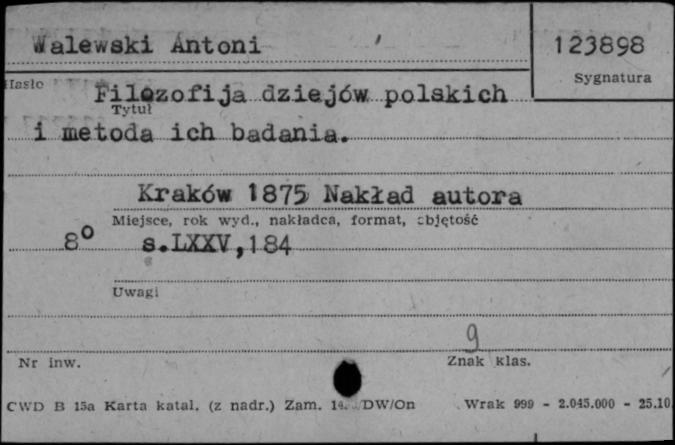 Walewski Antoni
123898
Hasło
Sygnatura
Filozofija dziejów polskich
Tytuł
i metoda ich badania.
Kraków 1875 Nakład autora
Miejsce, rok wyd., nakładca, format, objętość
8° s.LXXV,184
Uwagi
9
Nr inw.
Znak klas.
CWD B 15a Karta katal. (z nadr.) Zam. DW/On Wrak 999 - 2.045.000 - 25.10